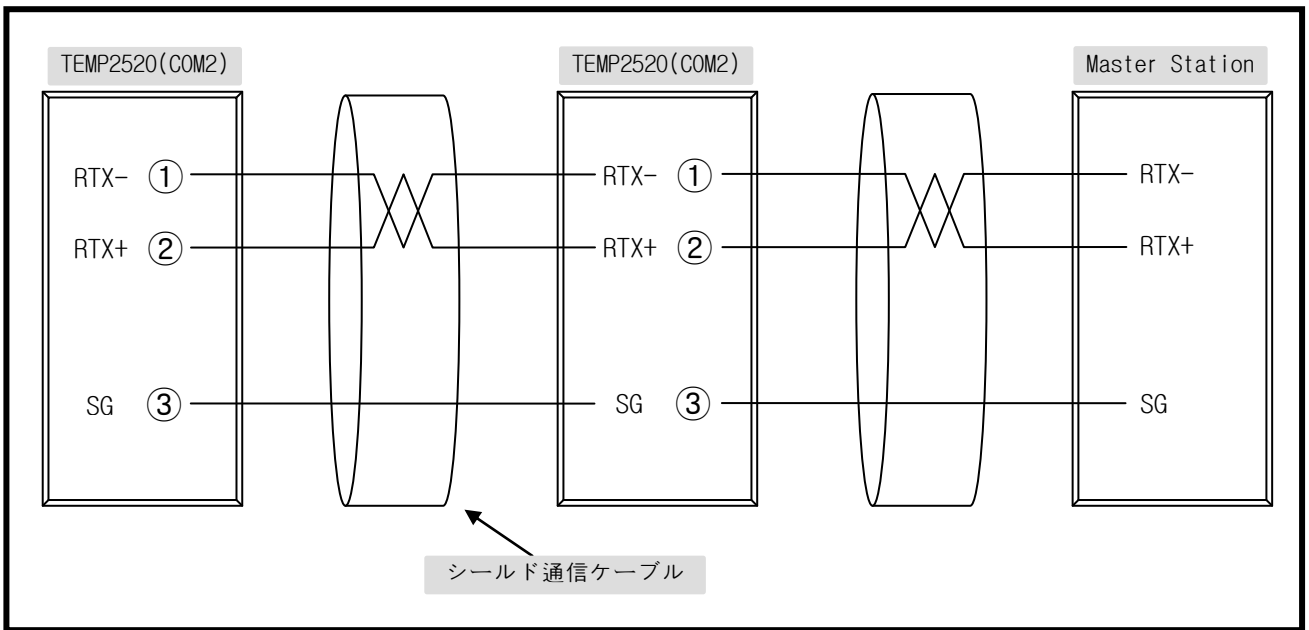 TEMP2520(COM2)
TEMP2520(COM2)
Master Station
RTX- ①
RTX- ①
RTX-
RTX+ ②
RTX+ ②
RTX+
SG ③
SG ③
SG
シールド通信ケーブル